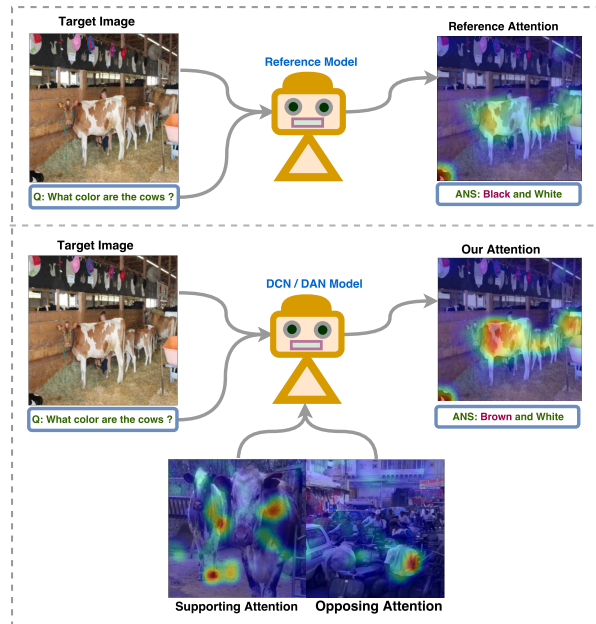 Target Image
Reference Model
Reference Attention
Q: What color are the cows ?
ANS: Black and White
Target Image
DCN / DAN Model
Our Attention
Q: What color are the cows ?
ANS: Brown and White
Supporting Attention
Opposing Attention